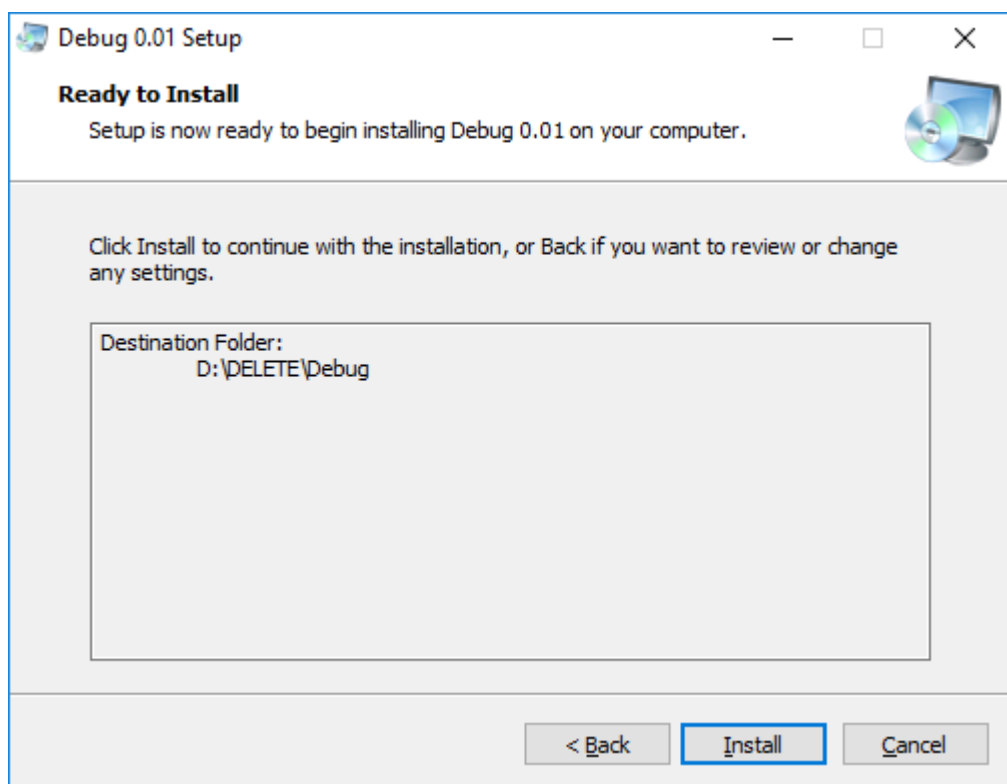 Debug 0.01 Setup
Ready to Install
Setup is now ready to begin installing Debug 0.01 on your computer.
Click Install to continue with the installation, or Back if you want to review or change
any settings.
Destination Folder:
D:\DELETE\Debug
< Back Install Cancel